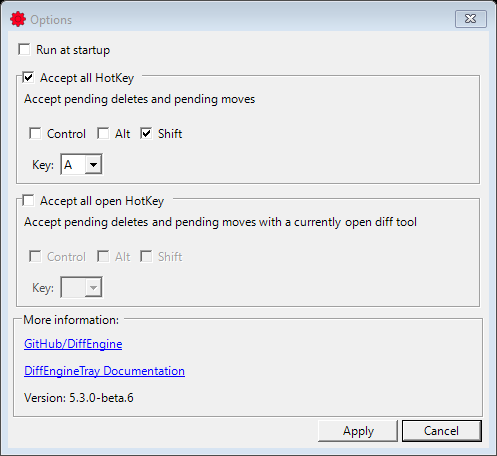 Options
Run at startup
Accept all HotKey
Accept pending deletes and pending moves
Control Alt Shift
Key: A
Accept all open HotKey
Accept pending deletes and pending moves with a currently open diff tool
Control Alt Shift
Key:
More information:
GitHub/DiffEngine
DiffEngineTray Documentation
Version: 5.3.0-beta.6
Apply Cancel